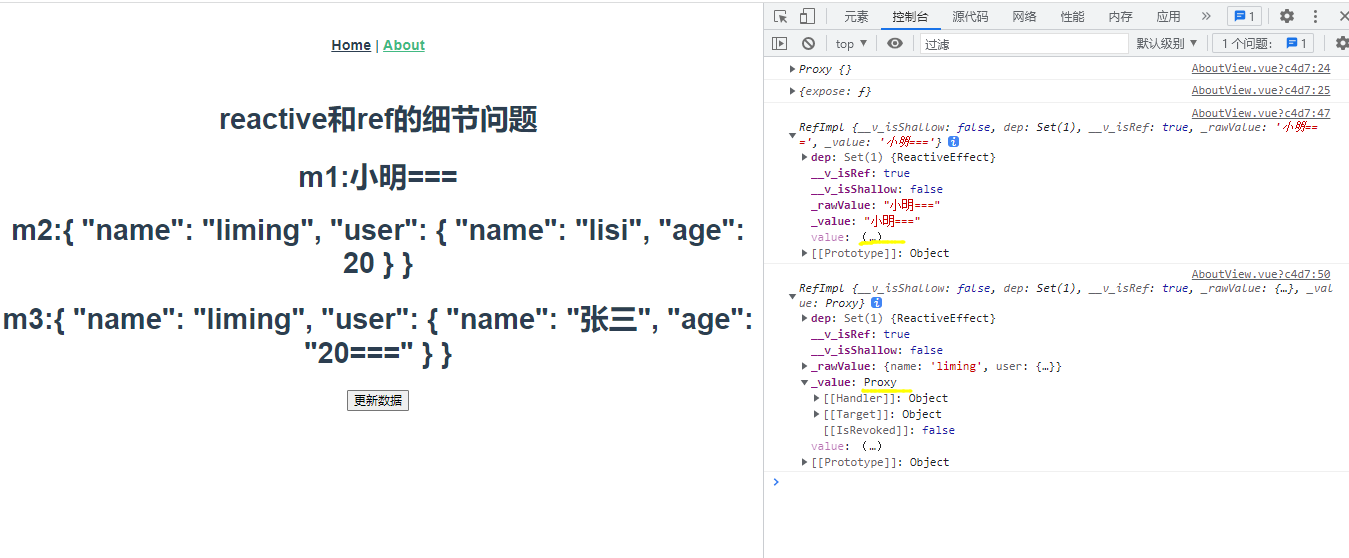 Home | About
reactive和ref的细节问题
m1:小明===
m2:{ "name": "liming", "user": { "name": "lisi", "age":
20 } }
m3:{ "name": "liming", "user": { "name": "张三", "age":
"20===" } }
更新数据
元素 控制台 源代码 网络 性能 内存 应用 » 1
top ▼ 过滤 默认级别 ▼ 1 个问题: 1
Proxy {} AboutView.vue?c4d7:24
{expose: ƒ} AboutView.vue?c4d7:25
AboutView.vue?c4d7:47
RefImpl {__v_isShallow: false, dep: Set(1), __v_isRef: true, _rawValue: '小明==
=', _value: '小明==='} i
dep: Set(1) {ReactiveEffect}
__v_isRef: true
__v_isShallow: false
_rawValue: "小明==="
_value: "小明==="
value: (…)
[[Prototype]]: Object
AboutView.vue?c4d7:50
RefImpl {__v_isShallow: false, dep: Set(1), __v_isRef: true, _rawValue: {…}, _val
ue: Proxy} i
dep: Set(1) {ReactiveEffect}
__v_isRef: true
__v_isShallow: false
_rawValue: {name: 'liming', user: {…}}
_value: Proxy
[[Handler]]: Object
[[Target]]: Object
[[IsRevoked]]: false
value: (…)
[[Prototype]]: Object